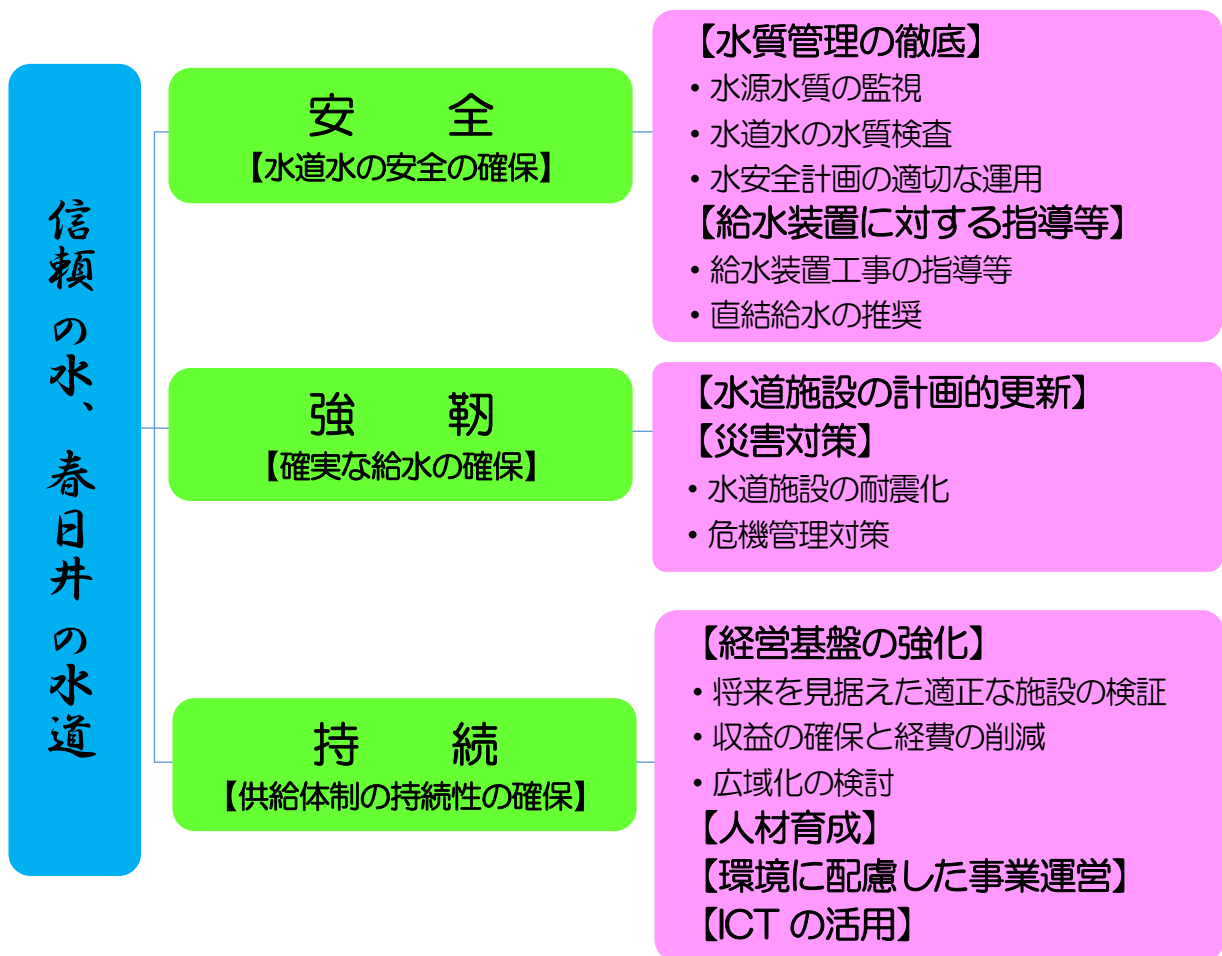 信頼の水、春日井の水道
安　全
【水道水の安全の確保】
【水質管理の徹底】
・水源水質の監視
・水道水の水質検査
・水安全計画の適切な運用
【給水装置に対する指導等】
・給水装置工事の指導等
・直結給水の推奨
強　靭
【確実な給水の確保】
【水道施設の計画的更新】
【災害対策】
・水道施設の耐震化
・危機管理対策
持　続
【供給体制の持続性の確保】
【経営基盤の強化】
・将来を見据えた適正な施設の検証
・収益の確保と経費の削減
・広域化の検討
【人材育成】
【環境に配慮した事業運営】
【ICT の活用】